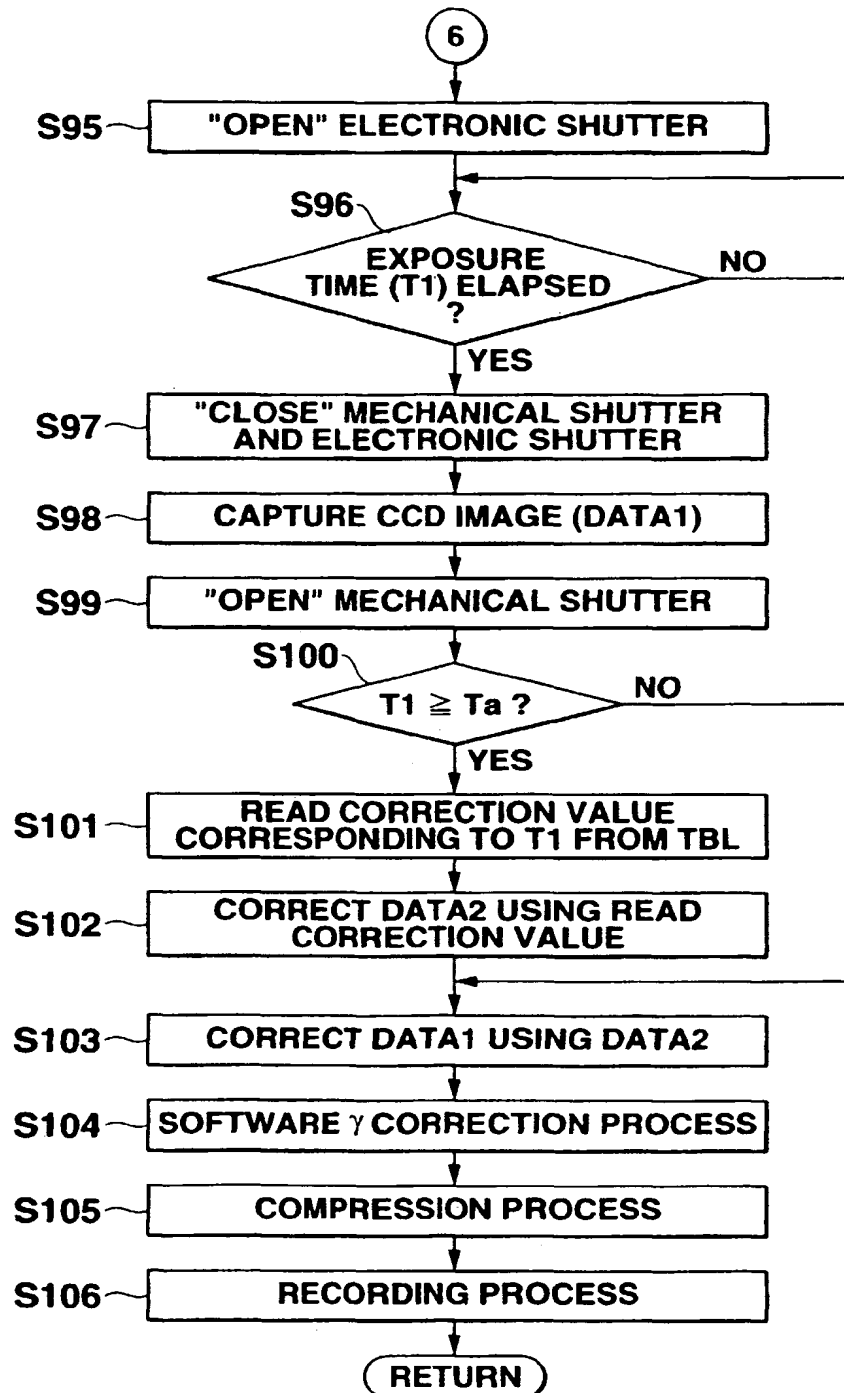 6
S95
"OPEN" ELECTRONIC SHUTTER
S96
EXPOSURE
TIME (T1) ELAPSED
?
NO
YES
S97
"CLOSE" MECHANICAL SHUTTER
AND ELECTRONIC SHUTTER
S98
CAPTURE CCD IMAGE (DATA1)
S99
"OPEN" MECHANICAL SHUTTER
S100
T1 ≧ Ta ?
NO
YES
S101
READ CORRECTION VALUE
CORRESPONDING TO T1 FROM TBL
S102
CORRECT DATA2 USING READ
CORRECTION VALUE
S103
CORRECT DATA1 USING DATA2
S104
SOFTWARE γ CORRECTION PROCESS
S105
COMPRESSION PROCESS
S106
RECORDING PROCESS
RETURN